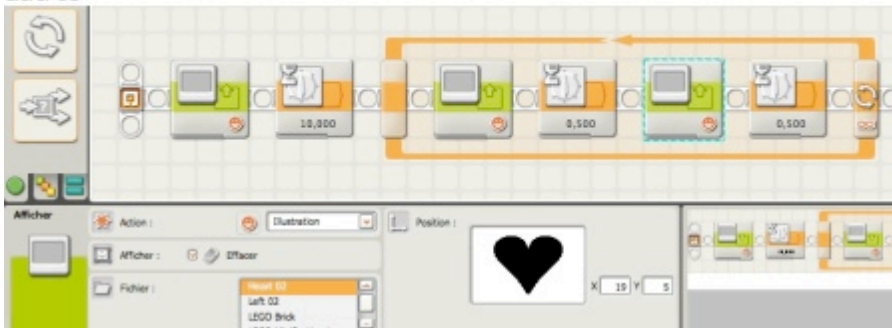 10,000
0,500
0,500
Afficher
Action :
Illustration
Position :
Afficher :
Effacer
X 19 Y 5
Fichier :
Heart 02
Left 02
LEGO Brick